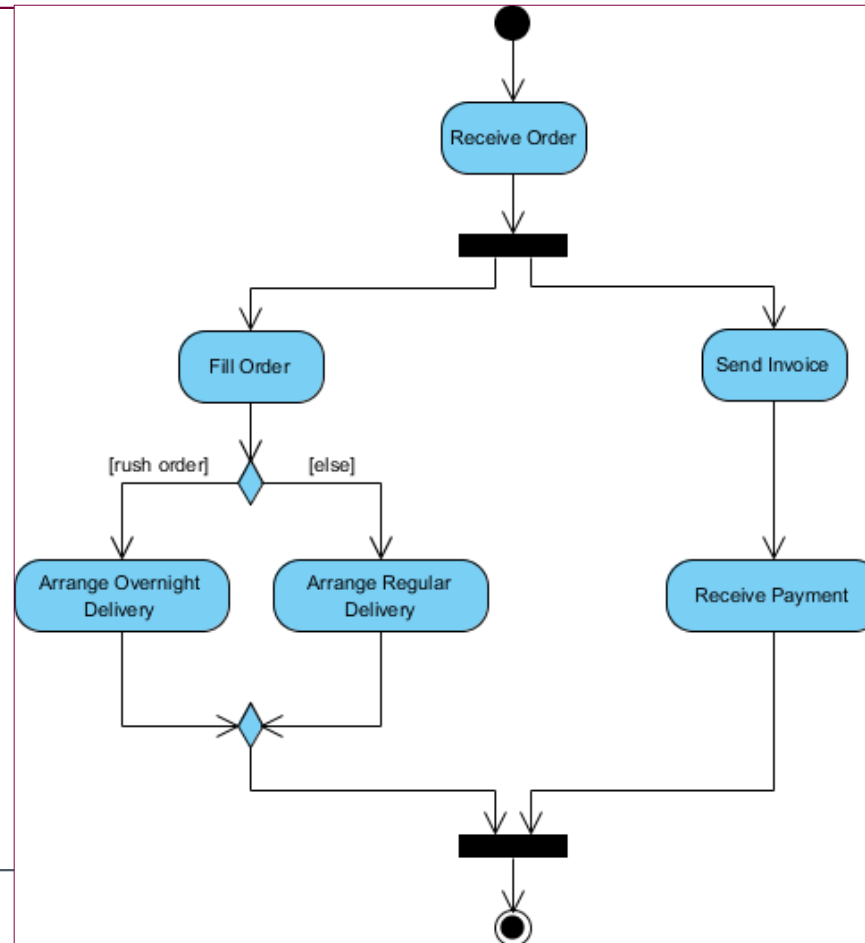 Receive Order
Fill Order
Send Invoice
[rush order]
[else]
Arrange Overnight
Delivery
Arrange Regular
Delivery
Receive Payment